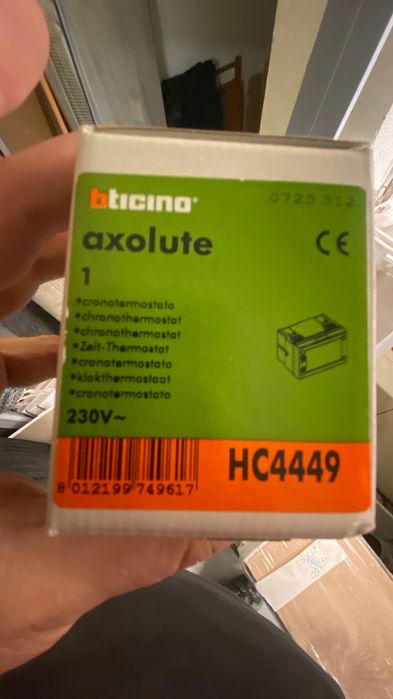 bticino®
0725 512
axolute
CE
1
•cronotermostato
•chronothermostat
•chronothermostat
•Zeit-Thermostat
•cronotermostato
•klokthermostaat
•cronotermostato
230V~
HC4449
8 012199 749617